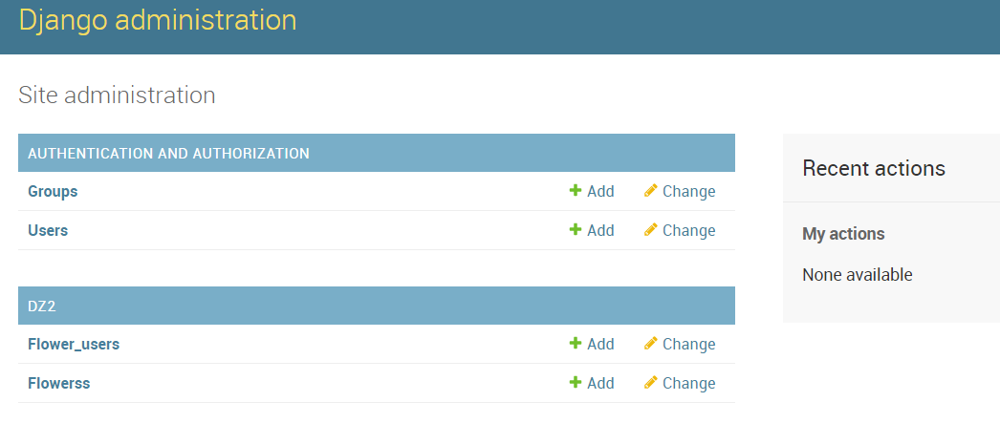 Django administration
Site administration
AUTHENTICATION AND AUTHORIZATION
Groups Add Change
Users Add Change
DZ2
Flower_users Add Change
Flowerss Add Change
Recent actions
My actions
None available